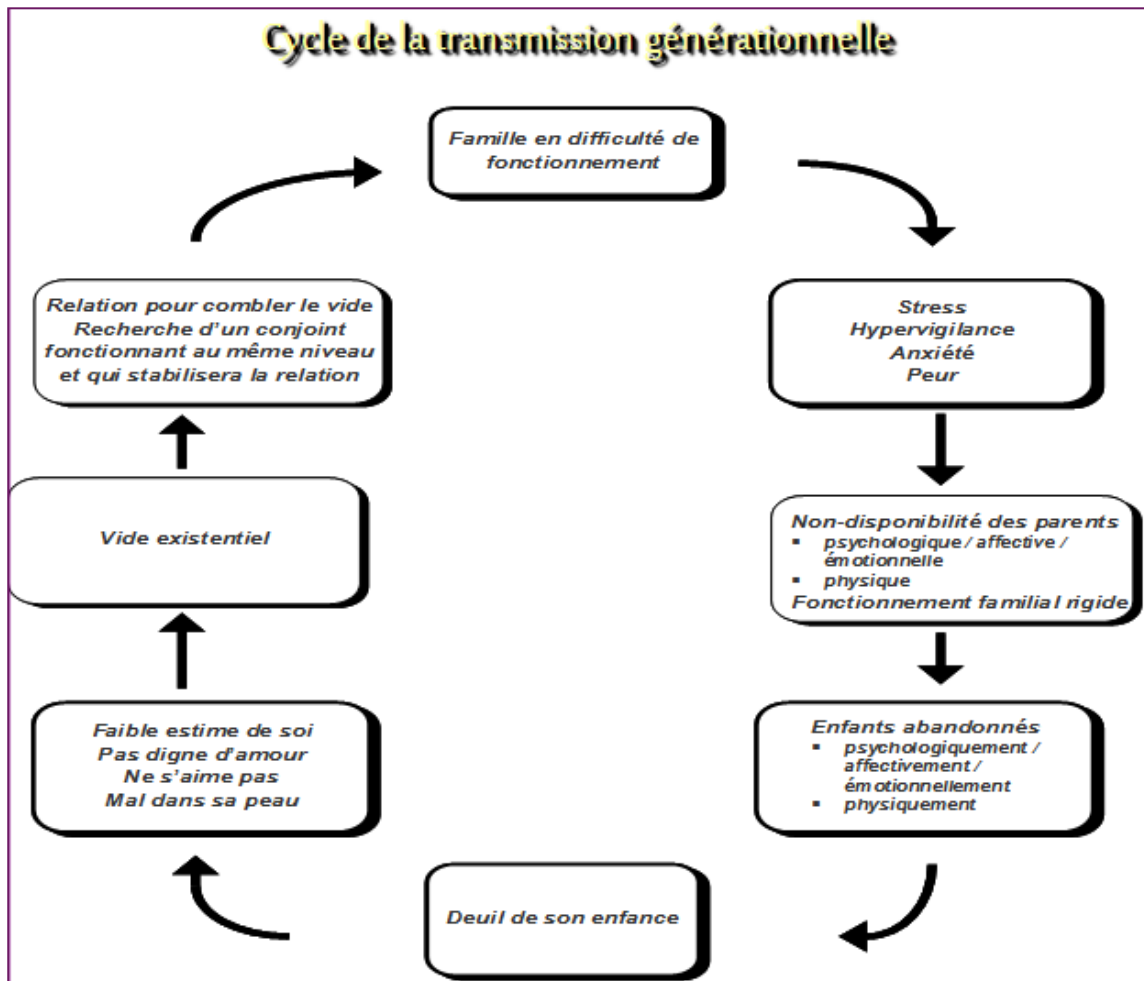 Cycle de la transmission générationnelle
Famille en difficulté de
fonctionnement
Stress
Hypervigilance
Anxiété
Peur
Non-disponibilité des parents
▪ psychologique / affective /
émotionnelle
▪ physique
Fonctionnement familial rigide
Enfants abandonnés
▪ psychologiquement /
affectivement /
émotionnellement
▪ physiquement
Deuil de son enfance
Faible estime de soi
Pas digne d'amour
Ne s'aime pas
Mal dans sa peau
Vide existentiel
Relation pour combler le vide
Recherche d'un conjoint
fonctionnant au même niveau
et qui stabilisera la relation